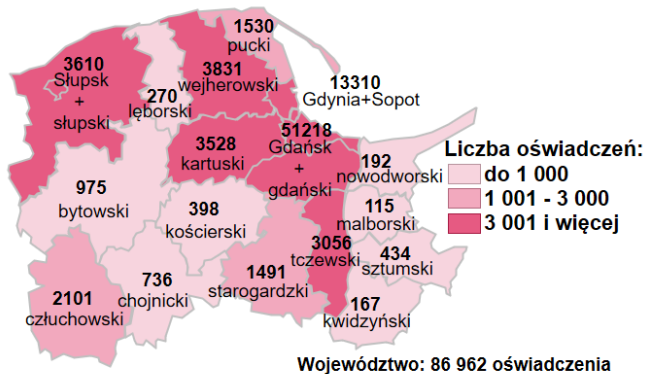 1530
pucki
3610
Słupsk
+
słupski
3831
wejherowski
270
lęborski
13310
Gdynia+Sopot
3528
kartuski
51218
Gdańsk
+
gdański
192
nowodworski
Liczba oświadczeń:
do 1 000
1 001 - 3 000
3 001 i więcej
975
bytowski
398
kościerski
115
malborski
3056
tczewski
434
sztumski
2101
człuchowski
736
chojnicki
1491
starogardzki
167
kwidzyński
Województwo: 86 962 oświadczenia